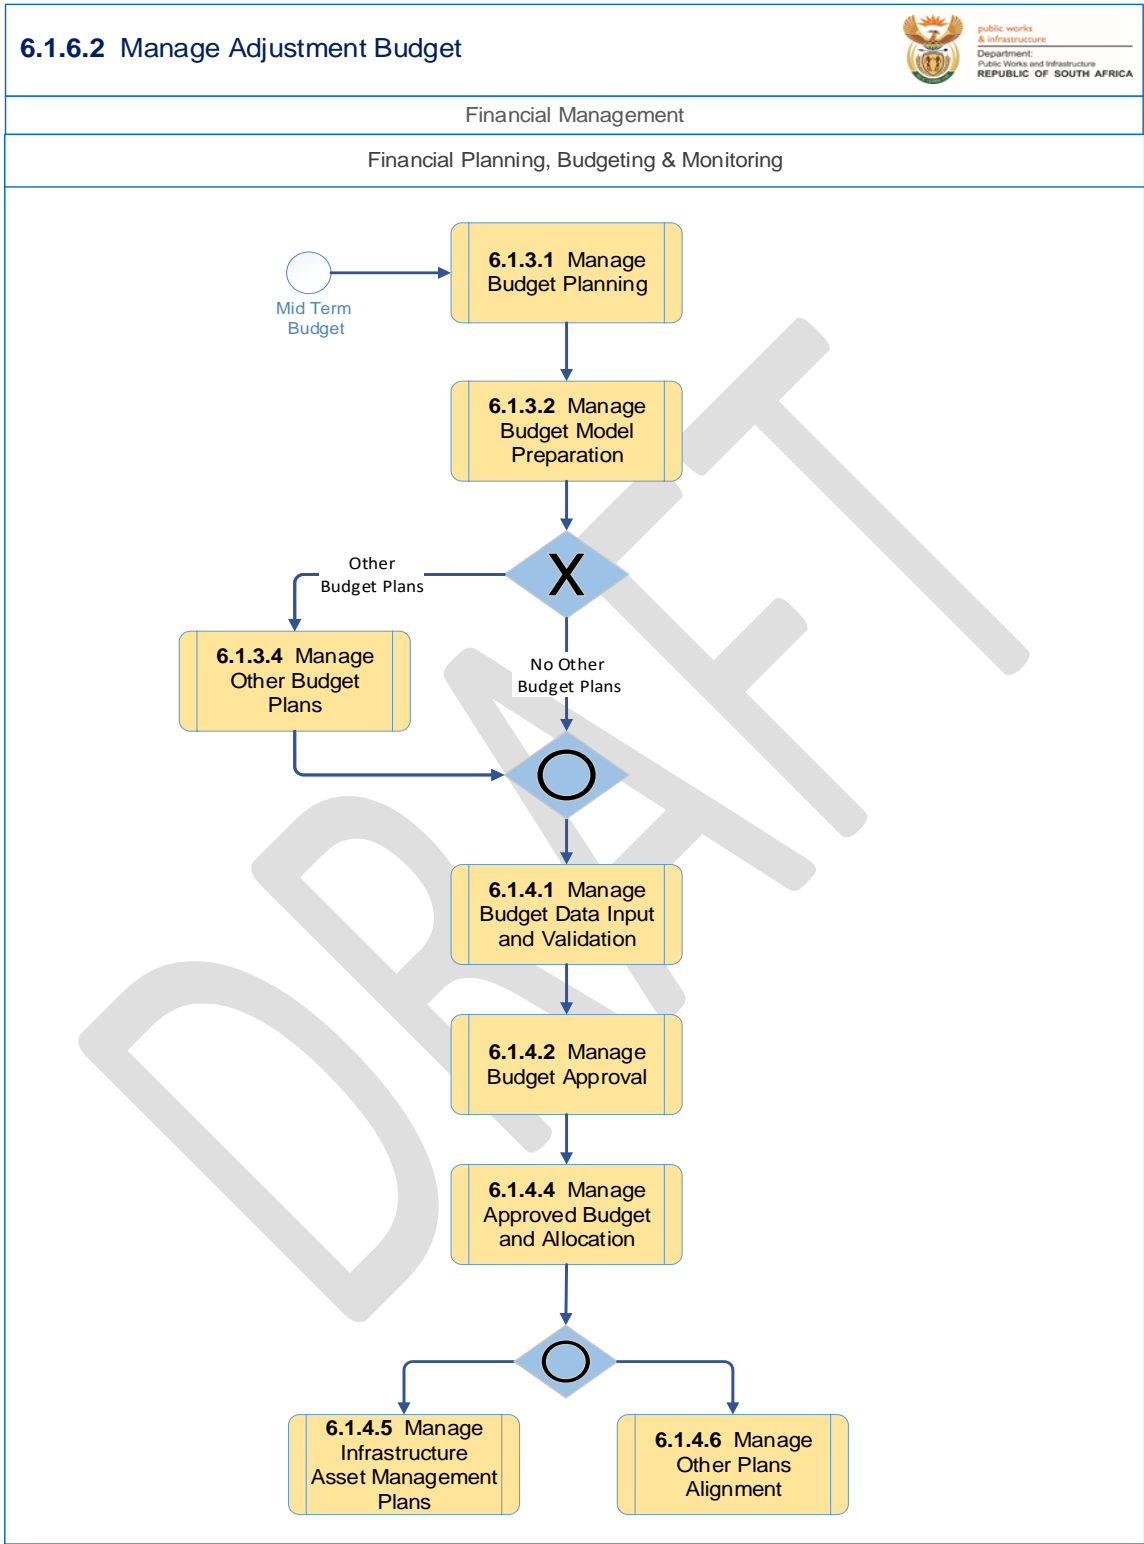 6.1.6.2 Manage Adjustment Budget
public works
& infrastructure
Department:
Public Works and Infrastructure
REPUBLIC OF SOUTH AFRICA
Financial Management
Financial Planning, Budgeting & Monitoring
Mid Term
Budget
6.1.3.1 Manage
Budget Planning
6.1.3.2 Manage
Budget Model
Preparation
X
Other
Budget Plans
6.1.3.4 Manage
Other Budget
Plans
No Other
Budget Plans
6.1.4.1 Manage
Budget Data Input
and Validation
6.1.4.2 Manage
Budget Approval
6.1.4.4 Manage
Approved Budget
and Allocation
6.1.4.5 Manage
Infrastructure
Asset Management
Plans
6.1.4.6 Manage
Other Plans
Alignment
DRAFT